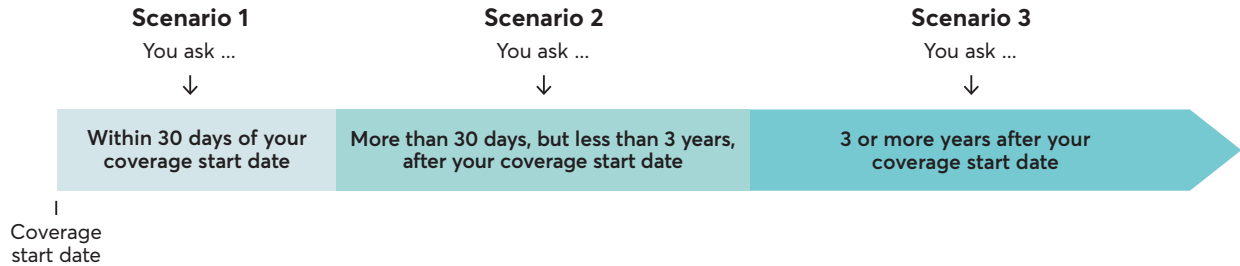 Scenario 1
You ask ...
Scenario 2
You ask ...
Scenario 3
You ask ...
Within 30 days of your
coverage start date
More than 30 days, but less than 3 years,
after your coverage start date
3 or more years after your
coverage start date
Coverage
start date